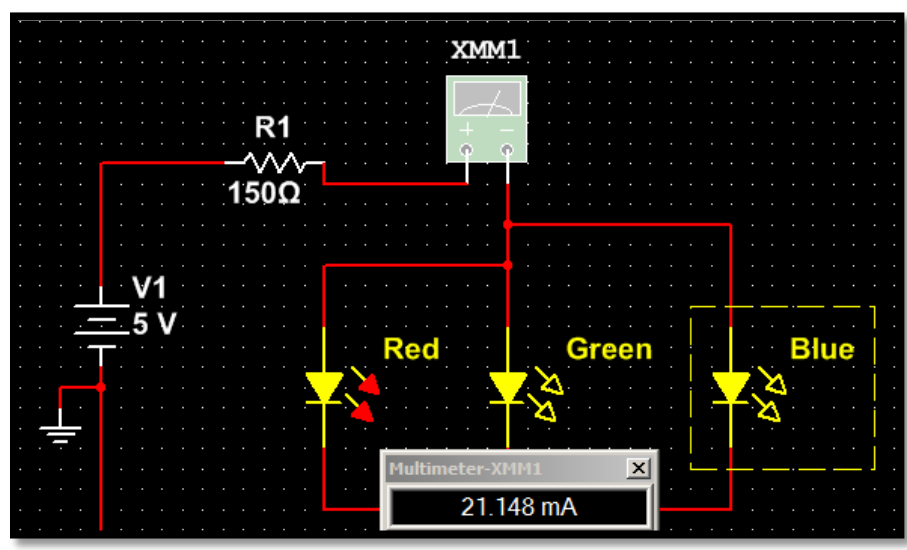 XMM1
R1
+ −
150Ω
V1
5 V
Red
Green
Blue
Multimeter-XMM1
21.148 mA